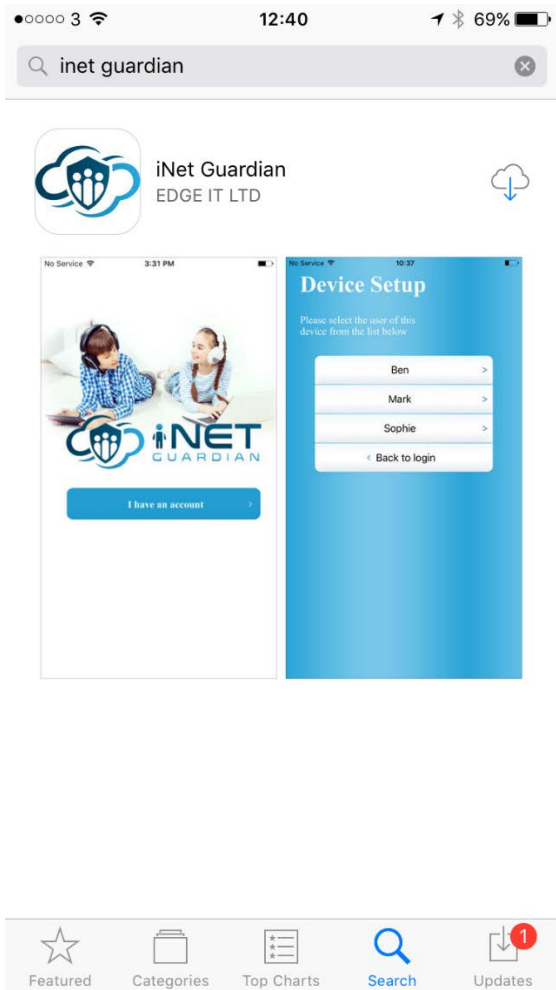 3 12:40 69%
inet guardian
iNet Guardian
EDGE IT LTD
No Service 3:31 PM
iNET
GUARDIAN
I have an account
No Service 10:37
Device Setup
Please select the user of this
device from the list below
Ben
Mark
Sophie
Back to login
Featured Categories Top Charts Search Updates
1